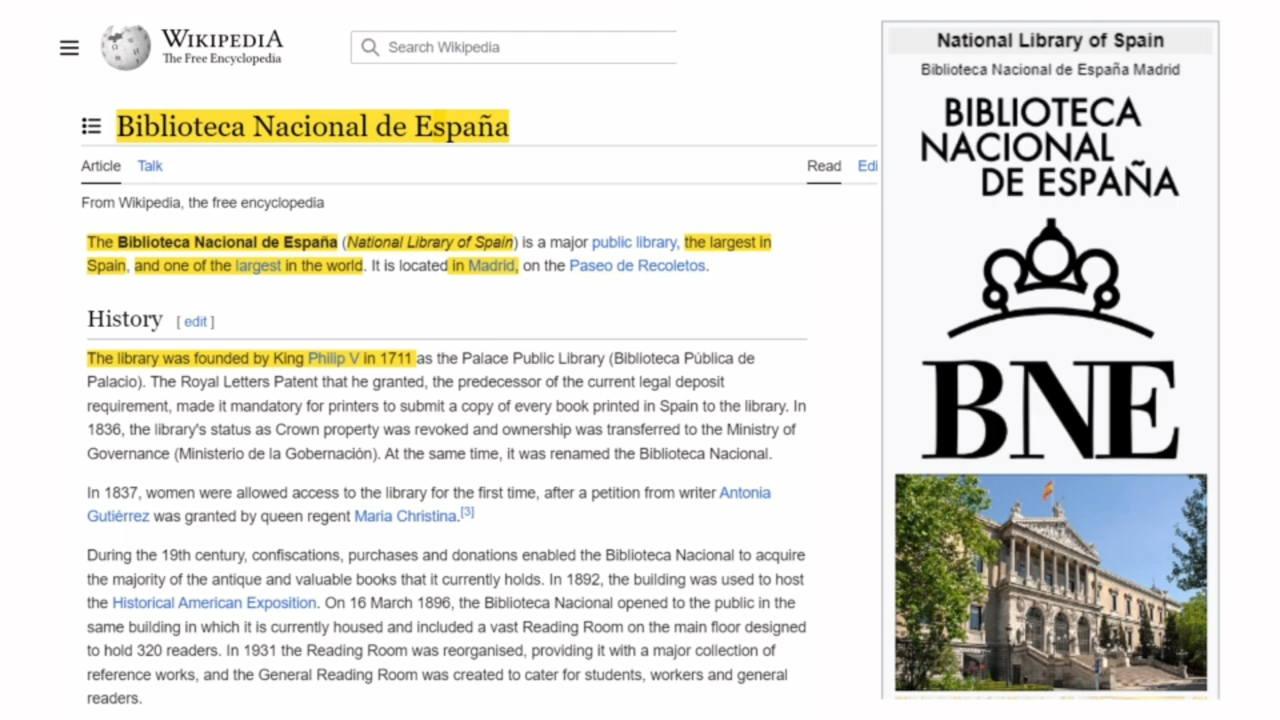 WIKIPEDIA
The Free Encyclopedia
Search Wikipedia
Biblioteca Nacional de España
Article Talk Read Edi
From Wikipedia, the free encyclopedia
The Biblioteca Nacional de España (National Library of Spain) is a major public library, the largest in
Spain, and one of the largest in the world. It is located in Madrid, on the Paseo de Recoletos.
History [ edit ]
The library was founded by King Philip V in 1711 as the Palace Public Library (Biblioteca Pública de
Palacio). The Royal Letters Patent that he granted, the predecessor of the current legal deposit
requirement, made it mandatory for printers to submit a copy of every book printed in Spain to the library. In
1836, the library's status as Crown property was revoked and ownership was transferred to the Ministry of
Governance (Ministerio de la Gobernación). At the same time, it was renamed the Biblioteca Nacional.
In 1837, women were allowed access to the library for the first time, after a petition from writer Antonia
Gutiérrez was granted by queen regent Maria Christina.[3]
During the 19th century, confiscations, purchases and donations enabled the Biblioteca Nacional to acquire
the majority of the antique and valuable books that it currently holds. In 1892, the building was used to host
the Historical American Exposition. On 16 March 1896, the Biblioteca Nacional opened to the public in the
same building in which it is currently housed and included a vast Reading Room on the main floor designed
to hold 320 readers. In 1931 the Reading Room was reorganised, providing it with a major collection of
reference works, and the General Reading Room was created to cater for students, workers and general
readers.
National Library of Spain
Biblioteca Nacional de España Madrid
BIBLIOTECA
NACIONAL
DE ESPAÑA
BNE